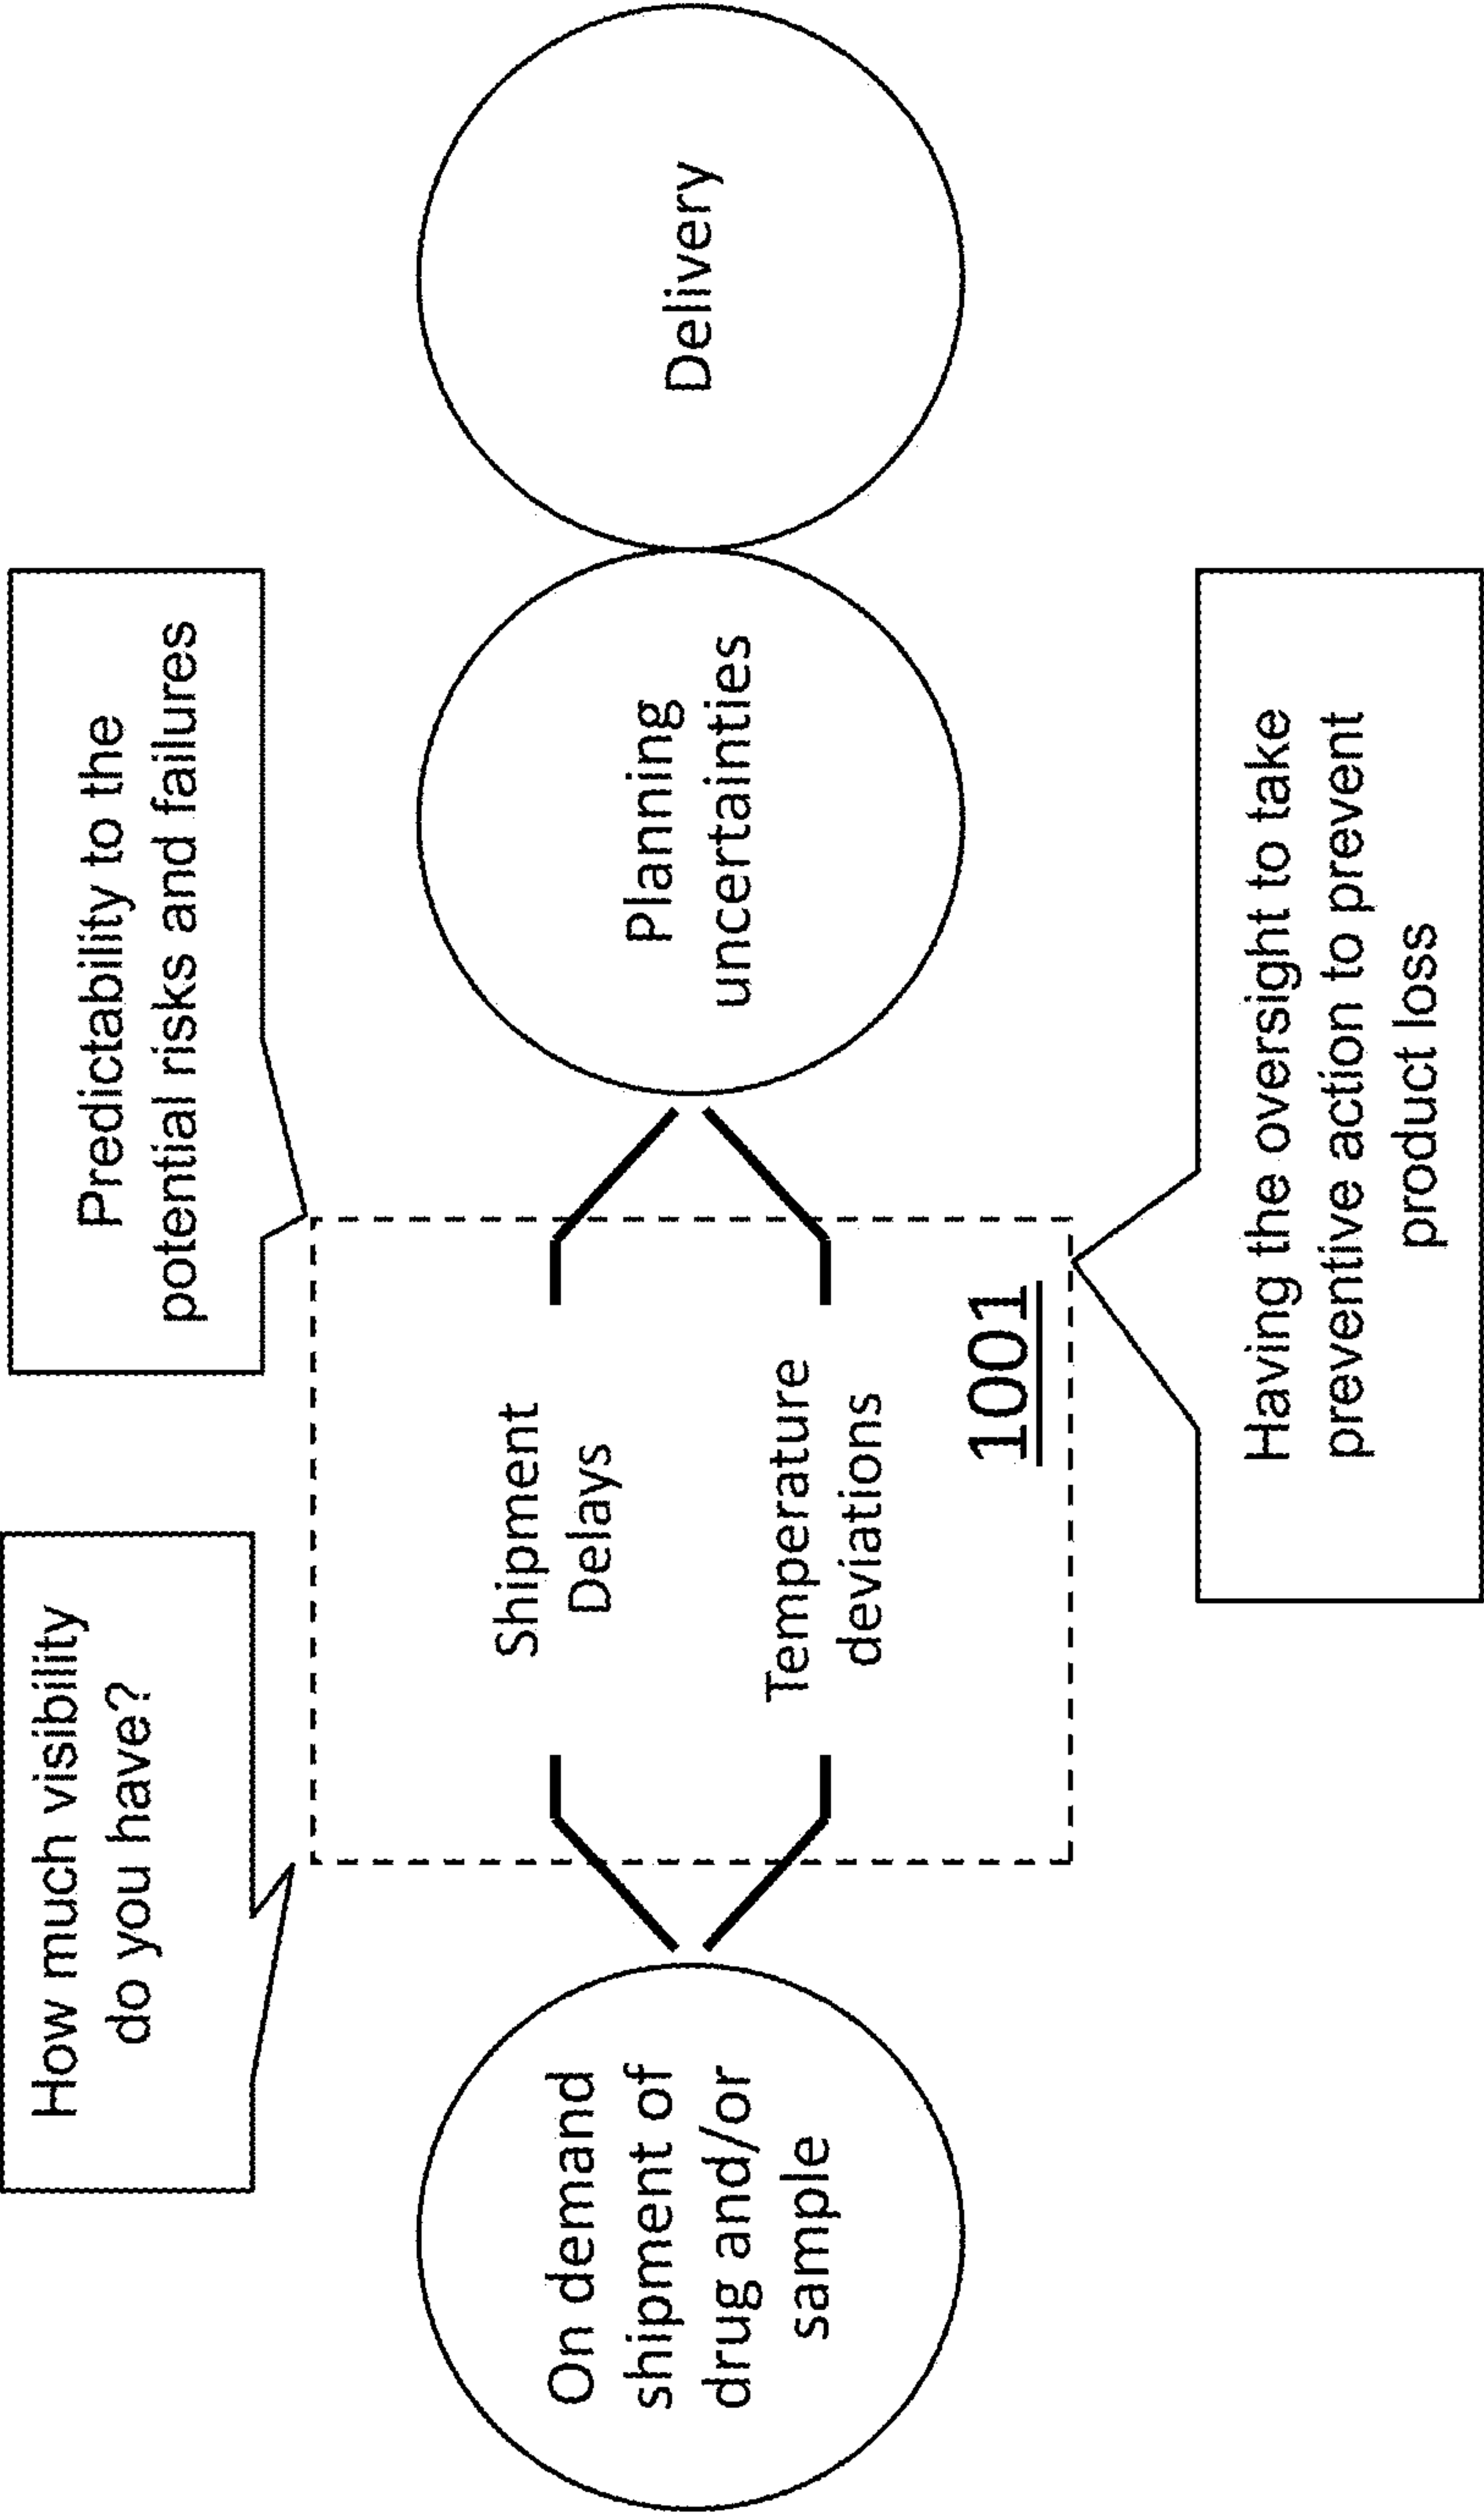 How much visibility
do you have?
Predictability to the
potential risks and failures
On demand
shipment of
drug and/or
sample
Shipment
Delays
Temperature
deviations
1001
Planning
uncertainties
Delivery
Having the oversight to take
preventive action to prevent
product loss